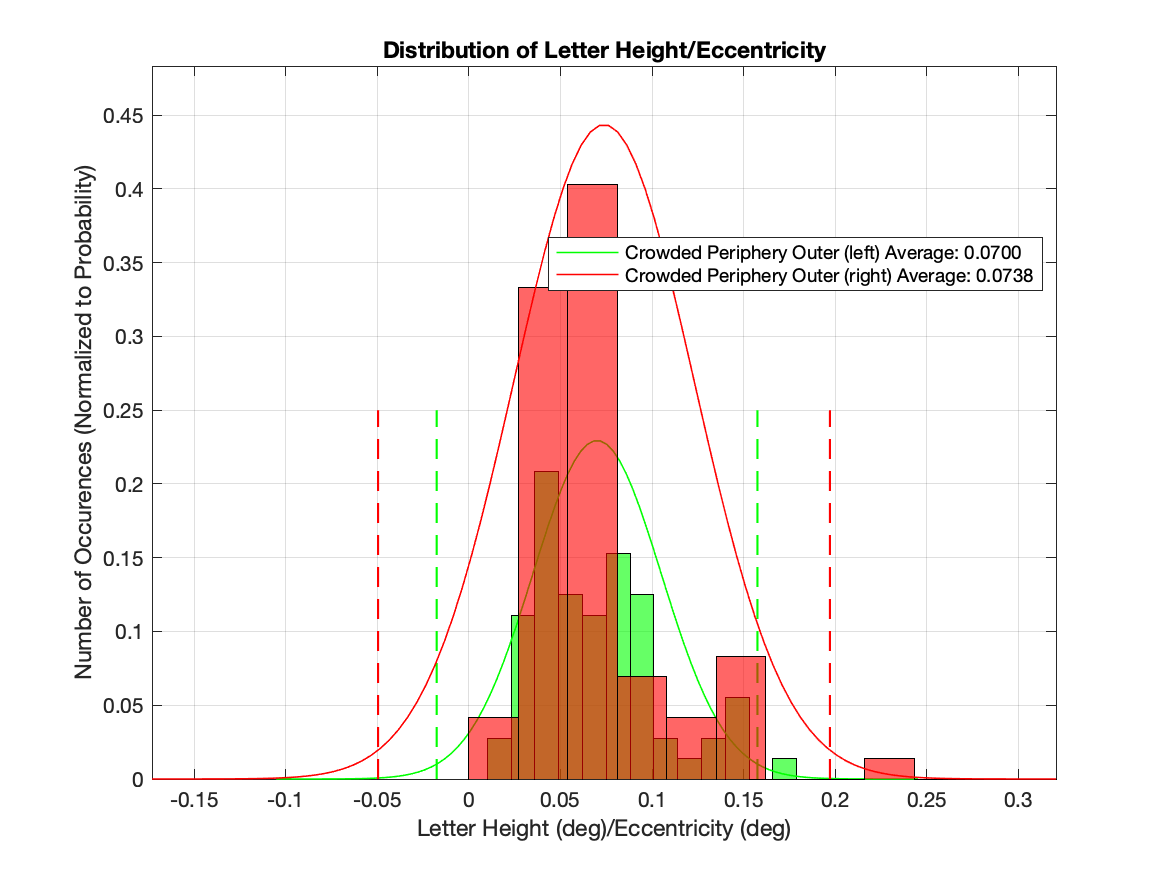 Distribution of Letter Height/Eccentricity
Number of Occurences (Normalized to Probability)
0.45
0.4
0.35
0.3
0.25
0.2
0.15
0.1
0.05
0
Crowded Periphery Outer (left) Average: 0.0700
Crowded Periphery Outer (right) Average: 0.0738
-0.15 -0.1 -0.05 0 0.05 0.1 0.15 0.2 0.25 0.3
Letter Height (deg)/Eccentricity (deg)